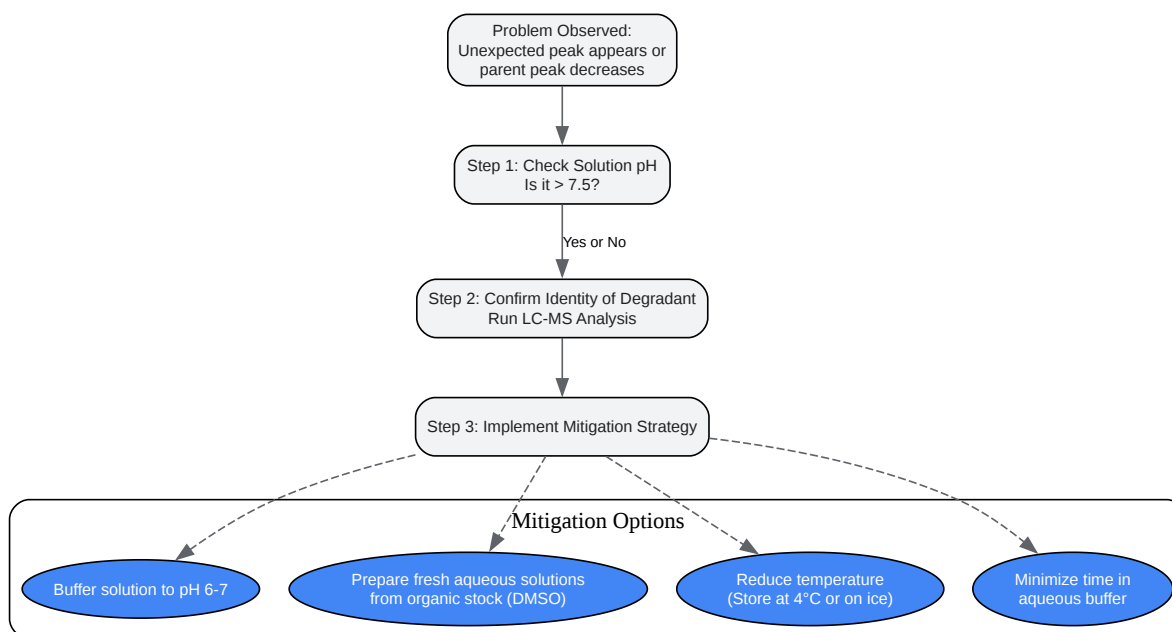 Problem Observed:
Unexpected peak appears or
parent peak decreases
Step 1: Check Solution pH
Is it > 7.5?
Yes or No
Step 2: Confirm Identity of Degradant
Run LC-MS Analysis
Step 3: Implement Mitigation Strategy
Mitigation Options
Buffer solution to pH 6-7
Prepare fresh aqueous solutions
from organic stock (DMSO)
Reduce temperature
(Store at 4°C or on ice)
Minimize time in
aqueous buffer